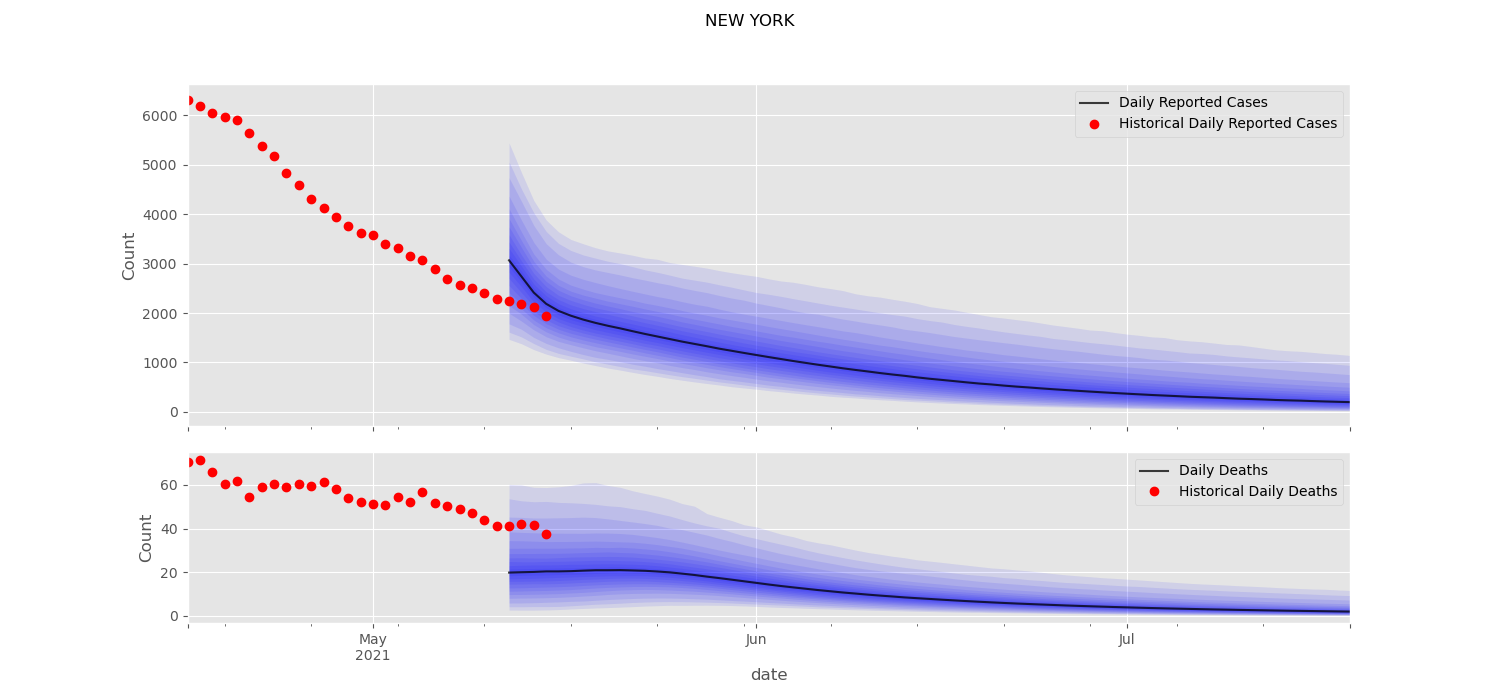 NEW YORK
Daily Reported Cases
Historical Daily Reported Cases
6000
5000
4000
3000
2000
1000
0
Count
Daily Deaths
Historical Daily Deaths
60
40
20
0
Count
May
2021
Jun
Jul
date